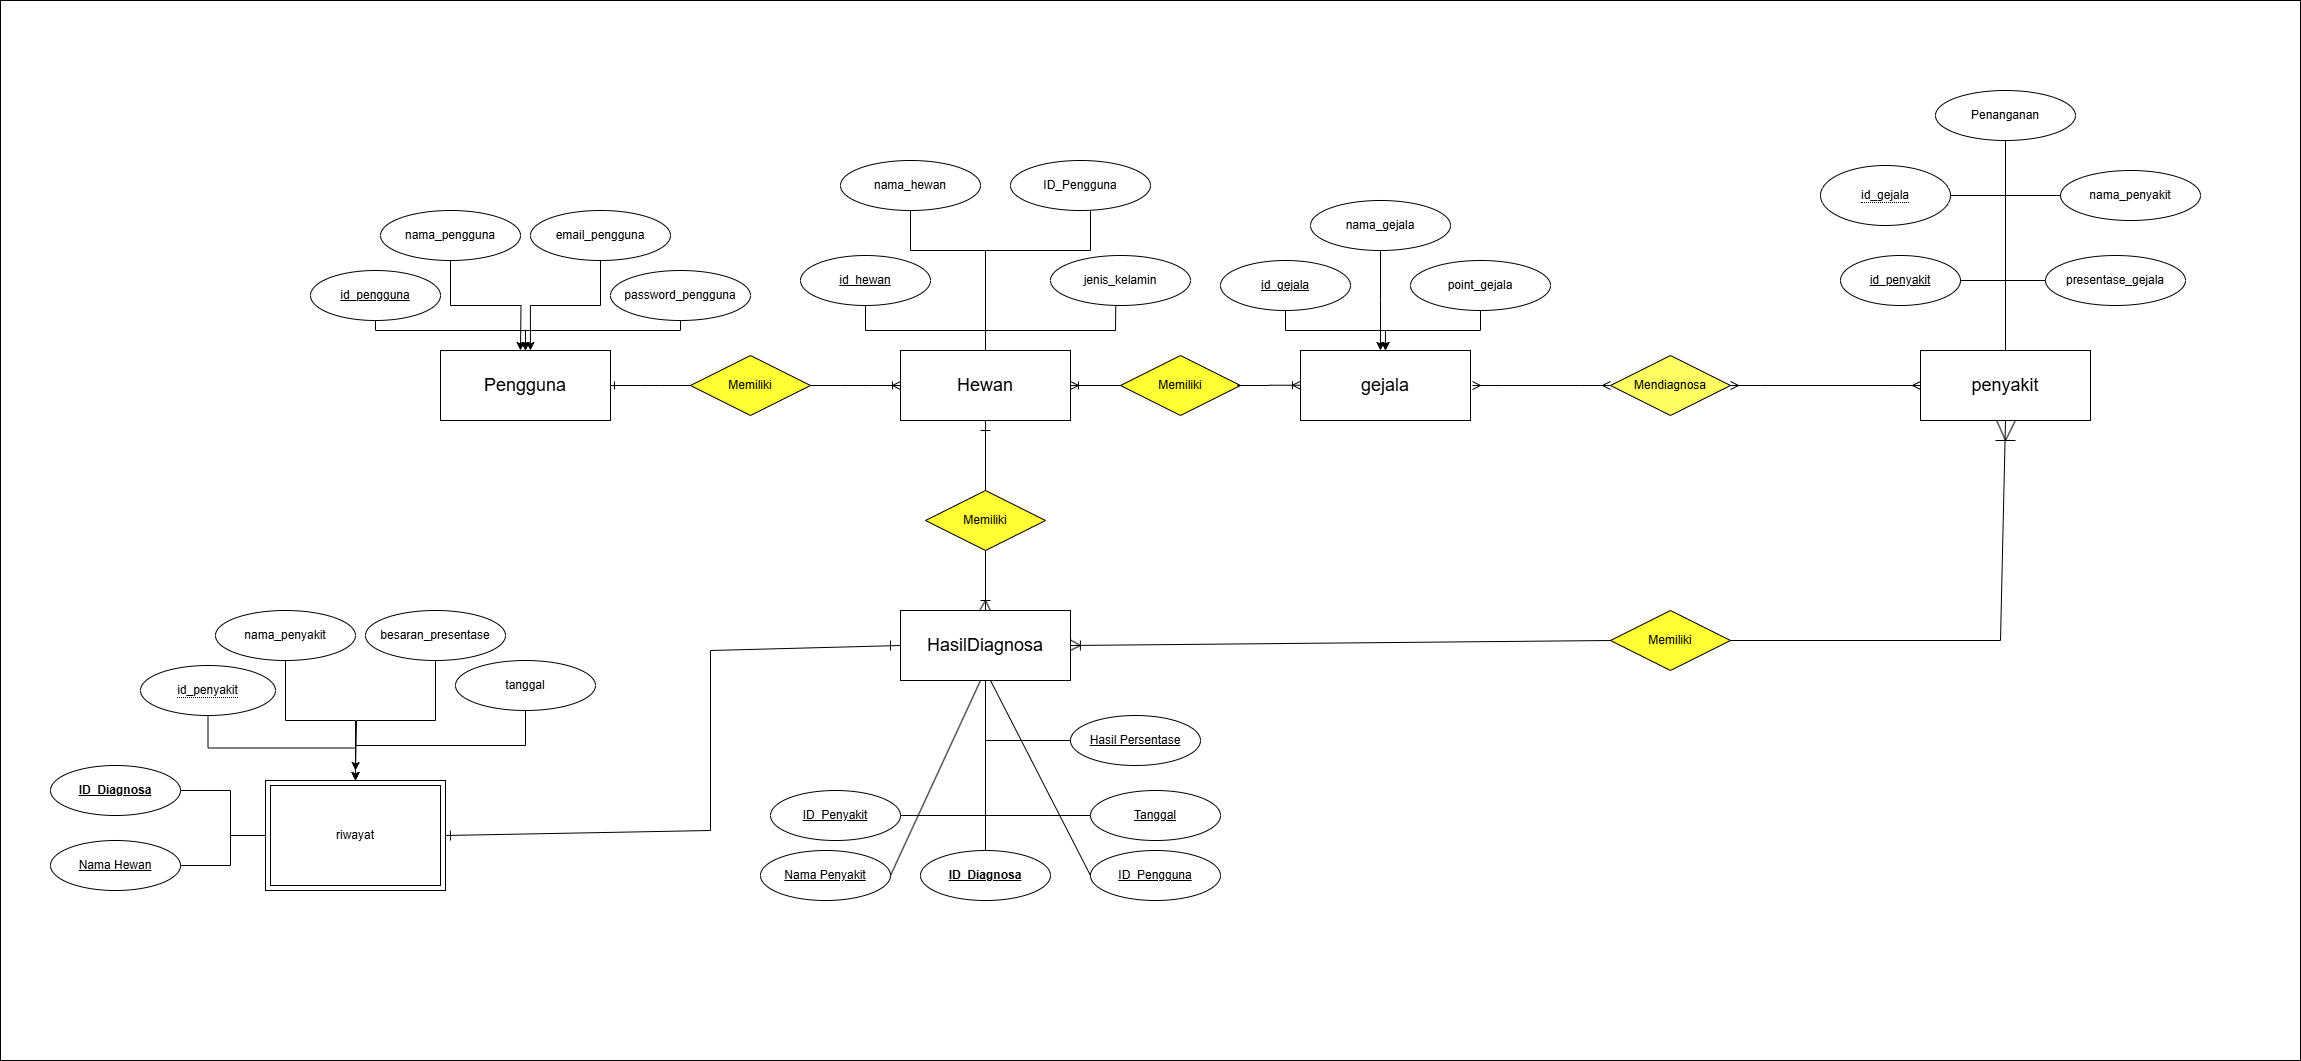 Penanganan
id_gejala
nama_penyakit
id_penyakit
presentase_gejala
nama_hewan
ID_Pengguna
id_hewan
jenis_kelamin
nama_gejala
id_gejala
point_gejala
nama_pengguna
email_pengguna
id_pengguna
password_pengguna
Pengguna
Memiliki
Hewan
Memiliki
gejala
Mendiagnosa
penyakit
Memiliki
HasilDiagnosa
Memiliki
nama_penyakit
besaran_presentase
id_penyakit
tanggal
ID_Diagnosa
Nama Hewan
riwayat
Hasil Persentase
ID_Penyakit
Tanggal
Nama Penyakit
ID_Diagnosa
ID_Pengguna